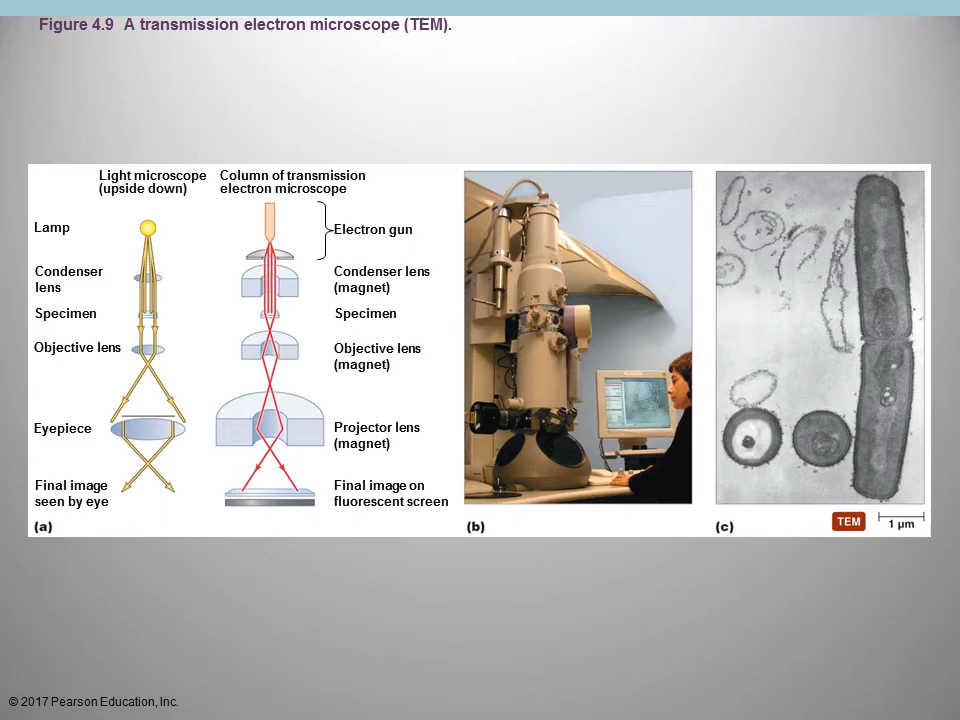 Figure 4.9 A transmission electron microscope (TEM).
Light microscope
(upside down)
Column of transmission
electron microscope
Lamp
Condenser
lens
Specimen
Objective lens
Eyepiece
Final image
seen by eye
Electron gun
Condenser lens
(magnet)
Specimen
Objective lens
(magnet)
Projector lens
(magnet)
Final image on
fluorescent screen
(a)
(b)
(c)
TEM
1 µm
© 2017 Pearson Education, Inc.